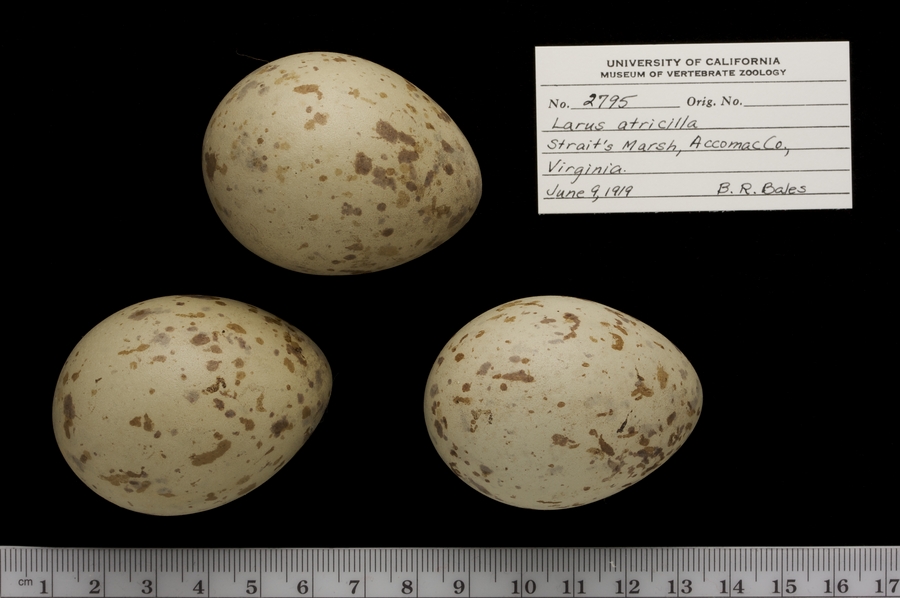 UNIVERSITY OF CALIFORNIA
MUSEUM OF VERTEBRATE ZOOLOGY
No. 2795 Orig. No.
Larus atricilla
Strait's Marsh, Accomac Co.,
Virginia.
June 9, 1919 B. R. Bales
cm 1 2 3 4 5 6 7 8 9 10 11 12 13 14 15 16 17